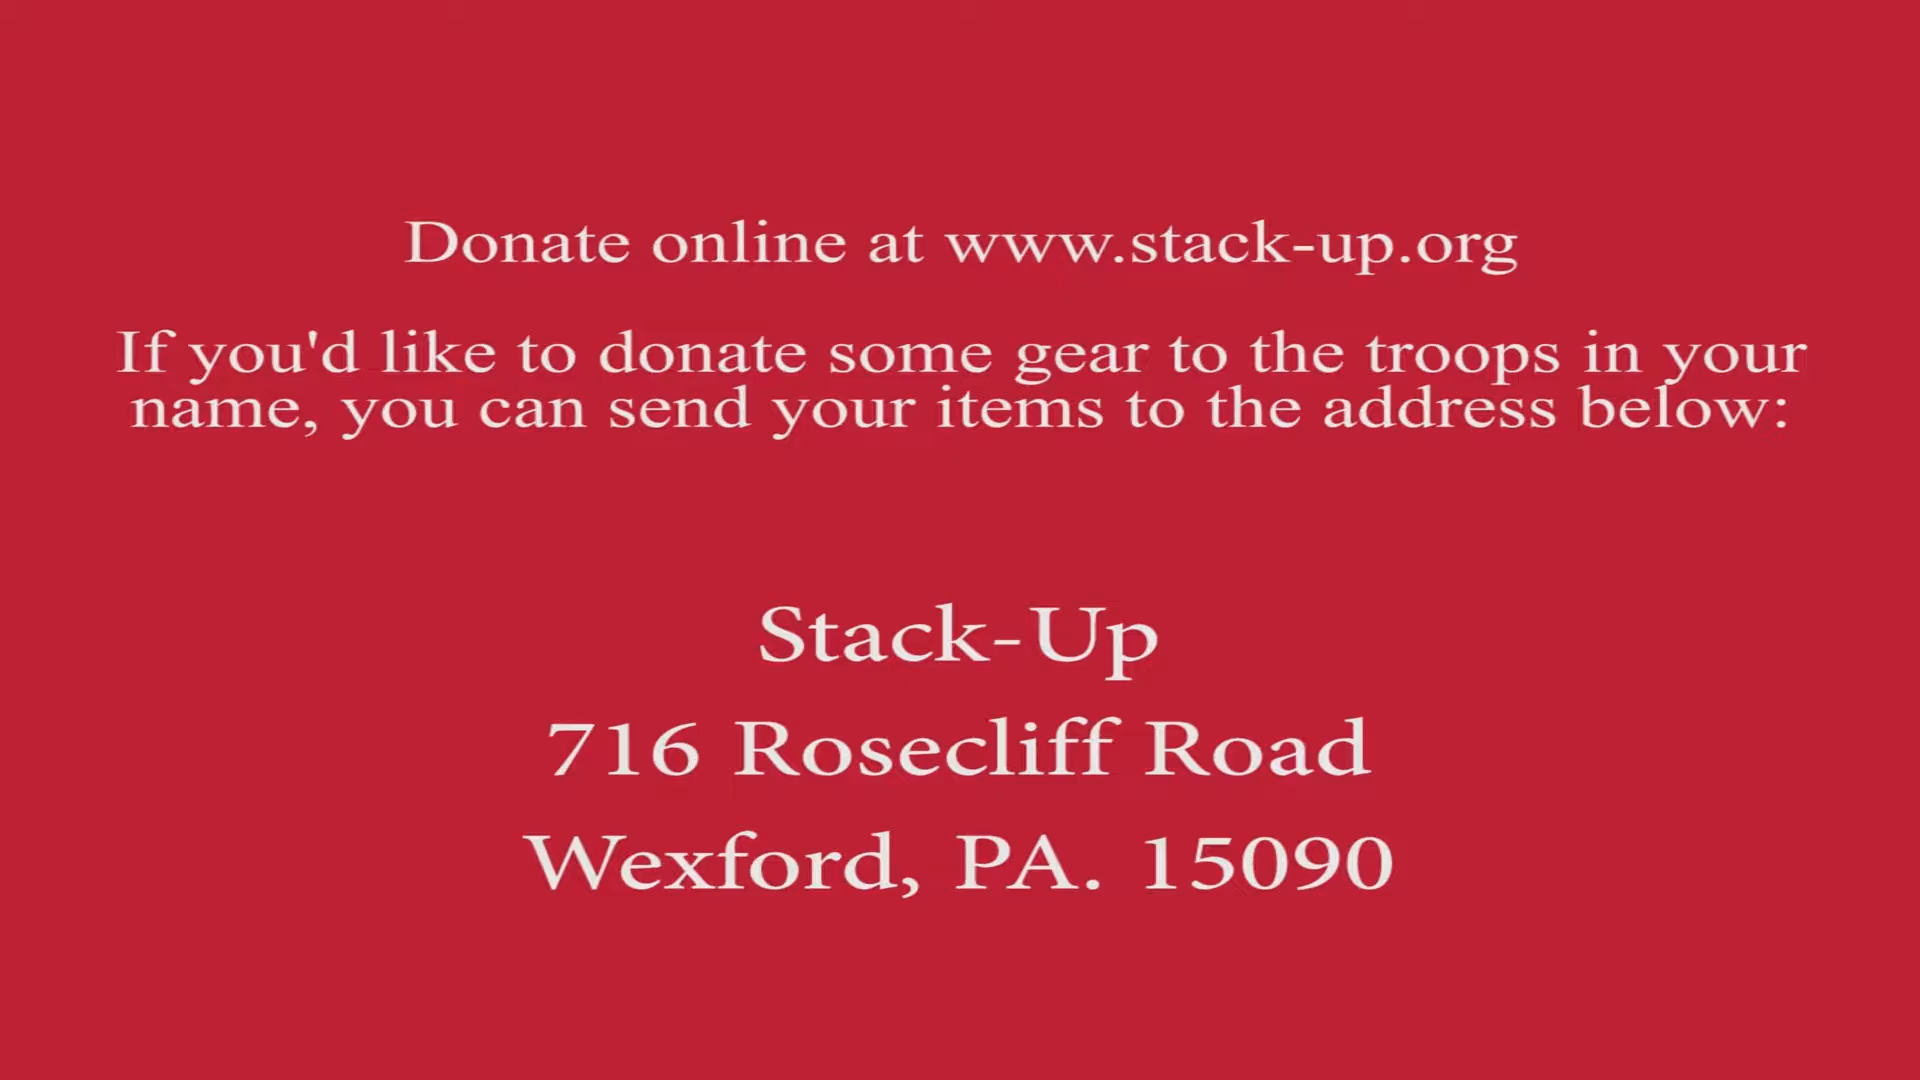 Donate online at www.stack-up.org
If you'd like to donate some gear to the troops in your
name, you can send your items to the address below:
Stack-Up
716 Rosecliff Road
Wexford, PA. 15090